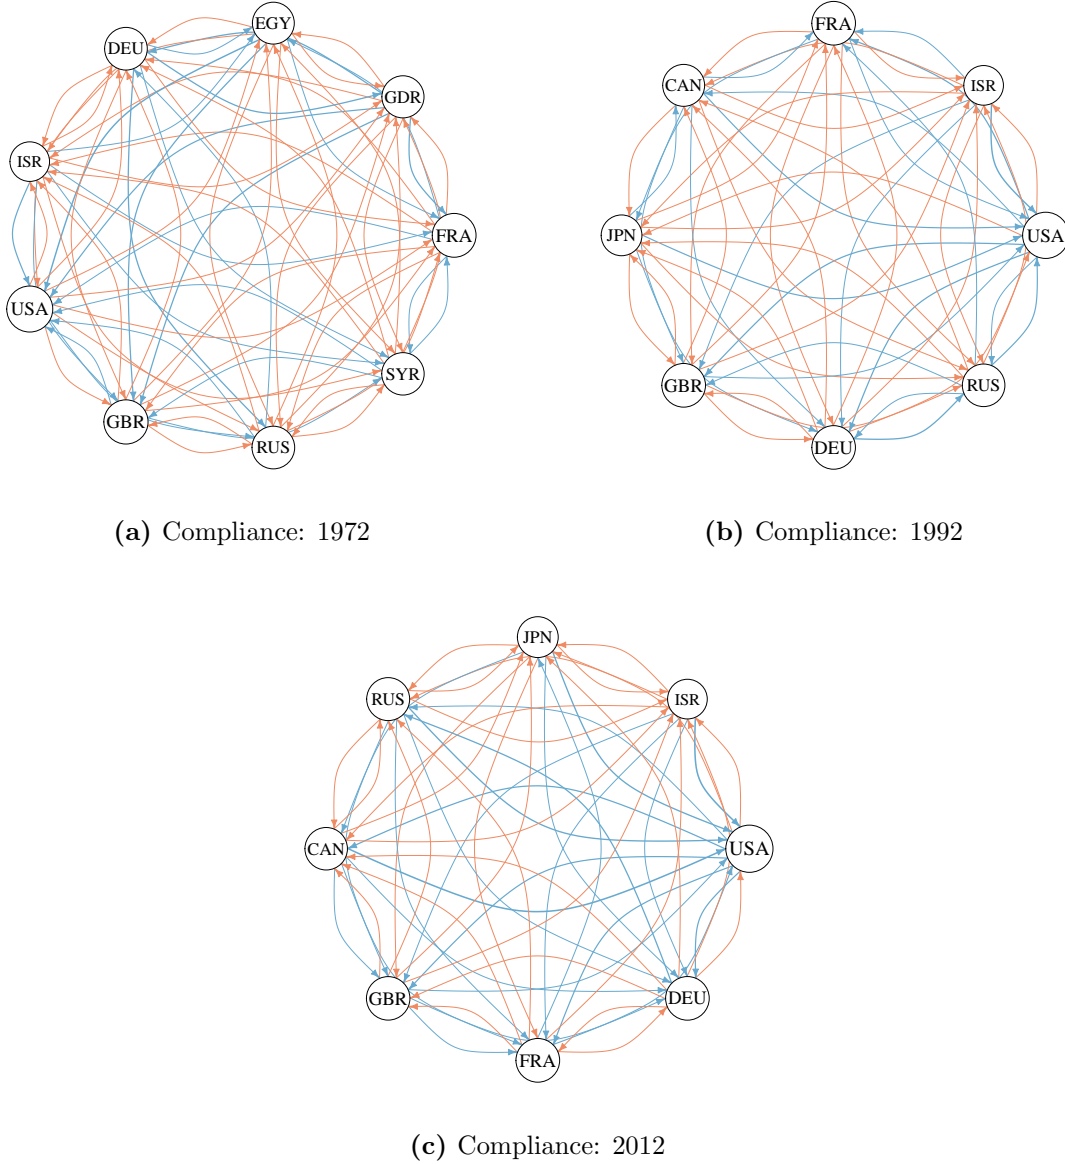 EGY
DEU
GDR
ISR
FRA
USA
SYR
GBR
RUS
(a) Compliance: 1972
FRA
CAN
ISR
JPN
USA
GBR
RUS
DEU
(b) Compliance: 1992
JPN
RUS
ISR
CAN
USA
GBR
DEU
FRA
(c) Compliance: 2012